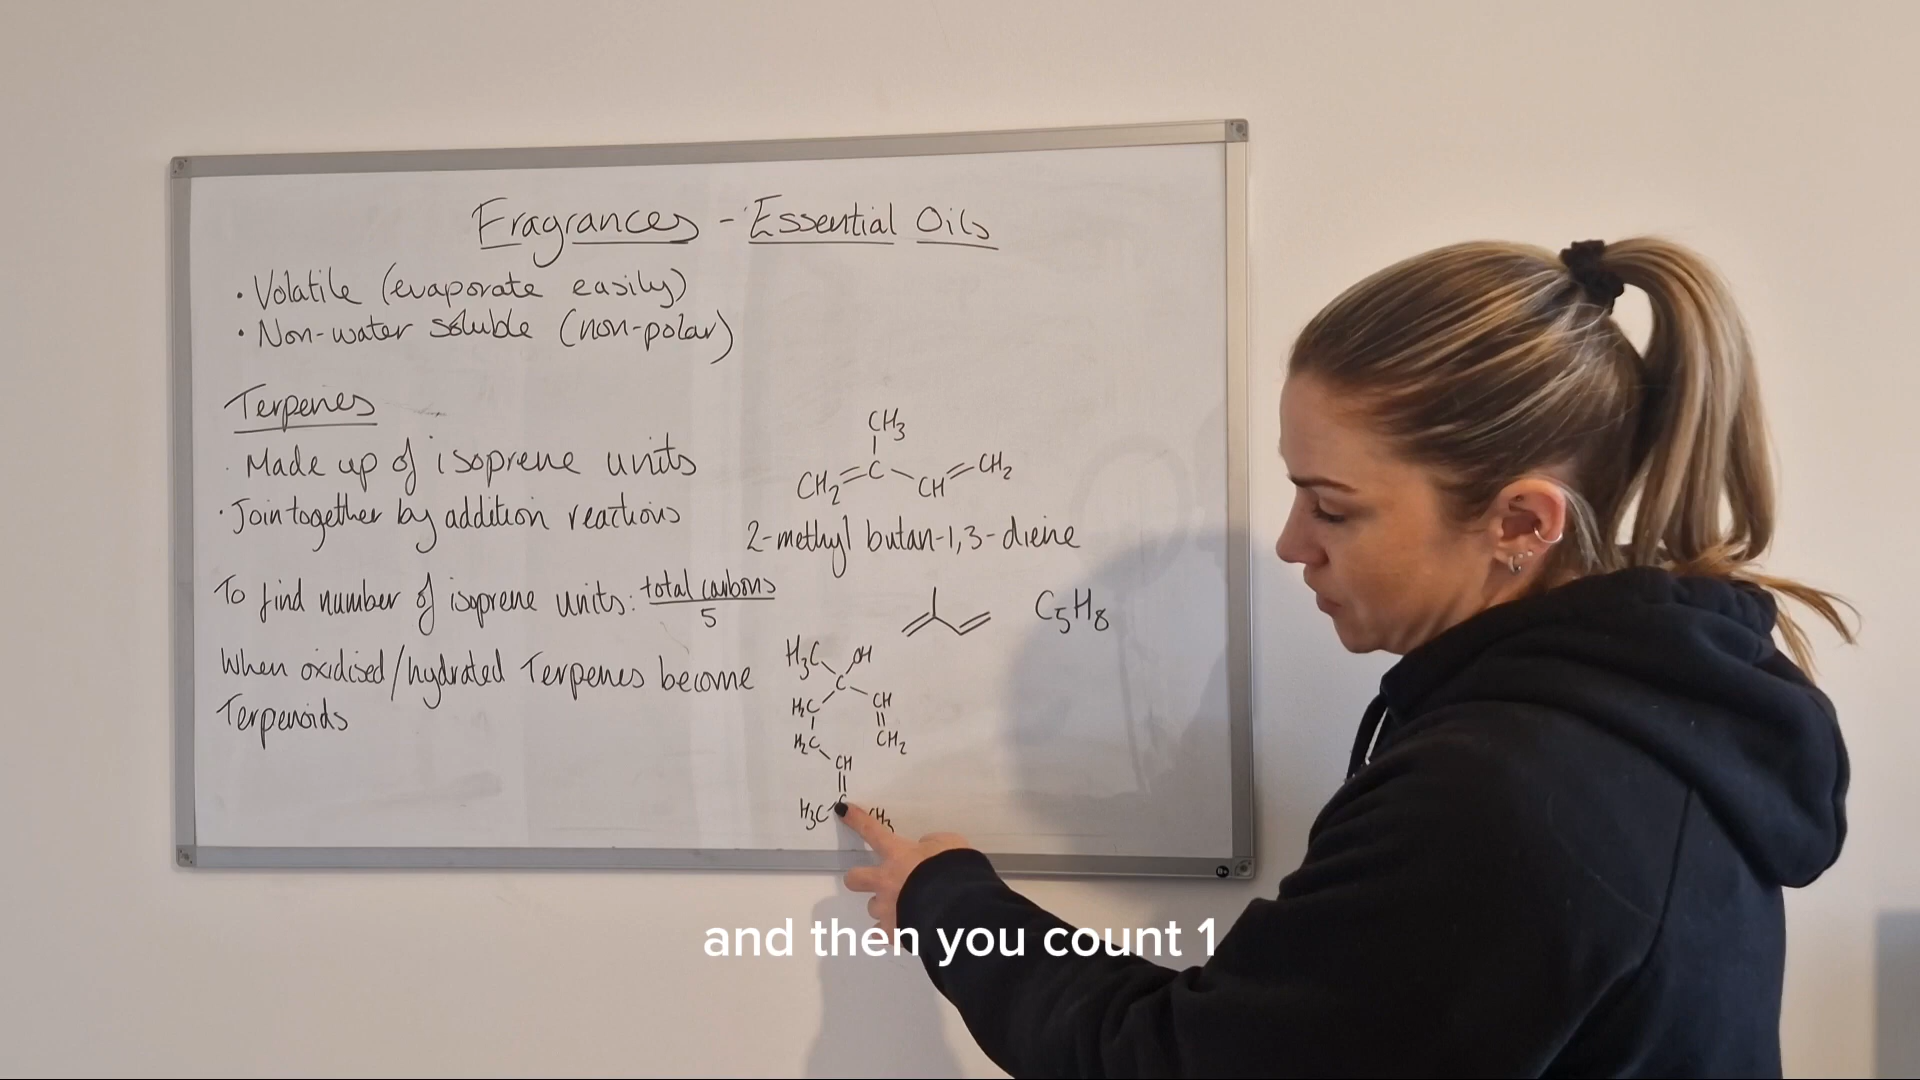 Fragrances - Essential Oils
• Volatile (evaporate easily)
• Non-water soluble (non-polar)
Terpenes
• Made up of isoprene units
• Join together by addition reactions
To find number of isoprene units: total carbons
5
When oxidised/hydrated Terpenes become
Terpenoids
CH3
CH2=C-CH=CH2
2-methyl butan-1,3-diene
C5H8
H3C OH
C
H2C CH
H2C CH2
CH
H3C CH3
and then you count 1